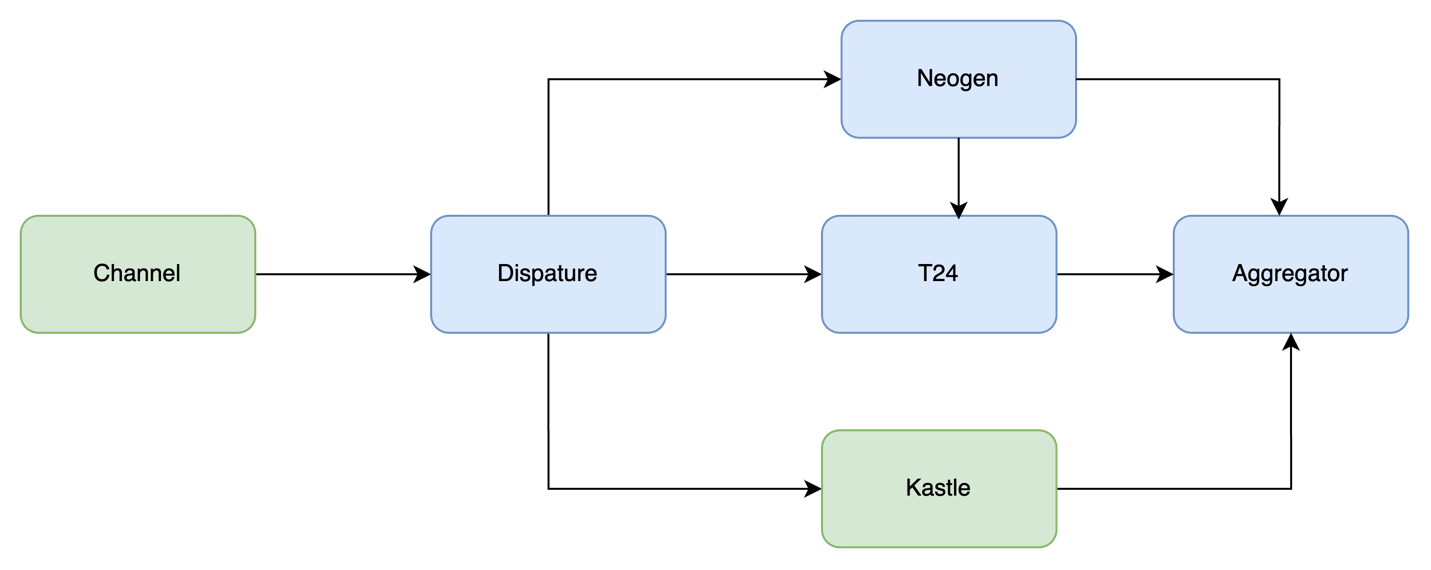 Neogen
Channel
Dispature
T24
Aggregator
Kastle